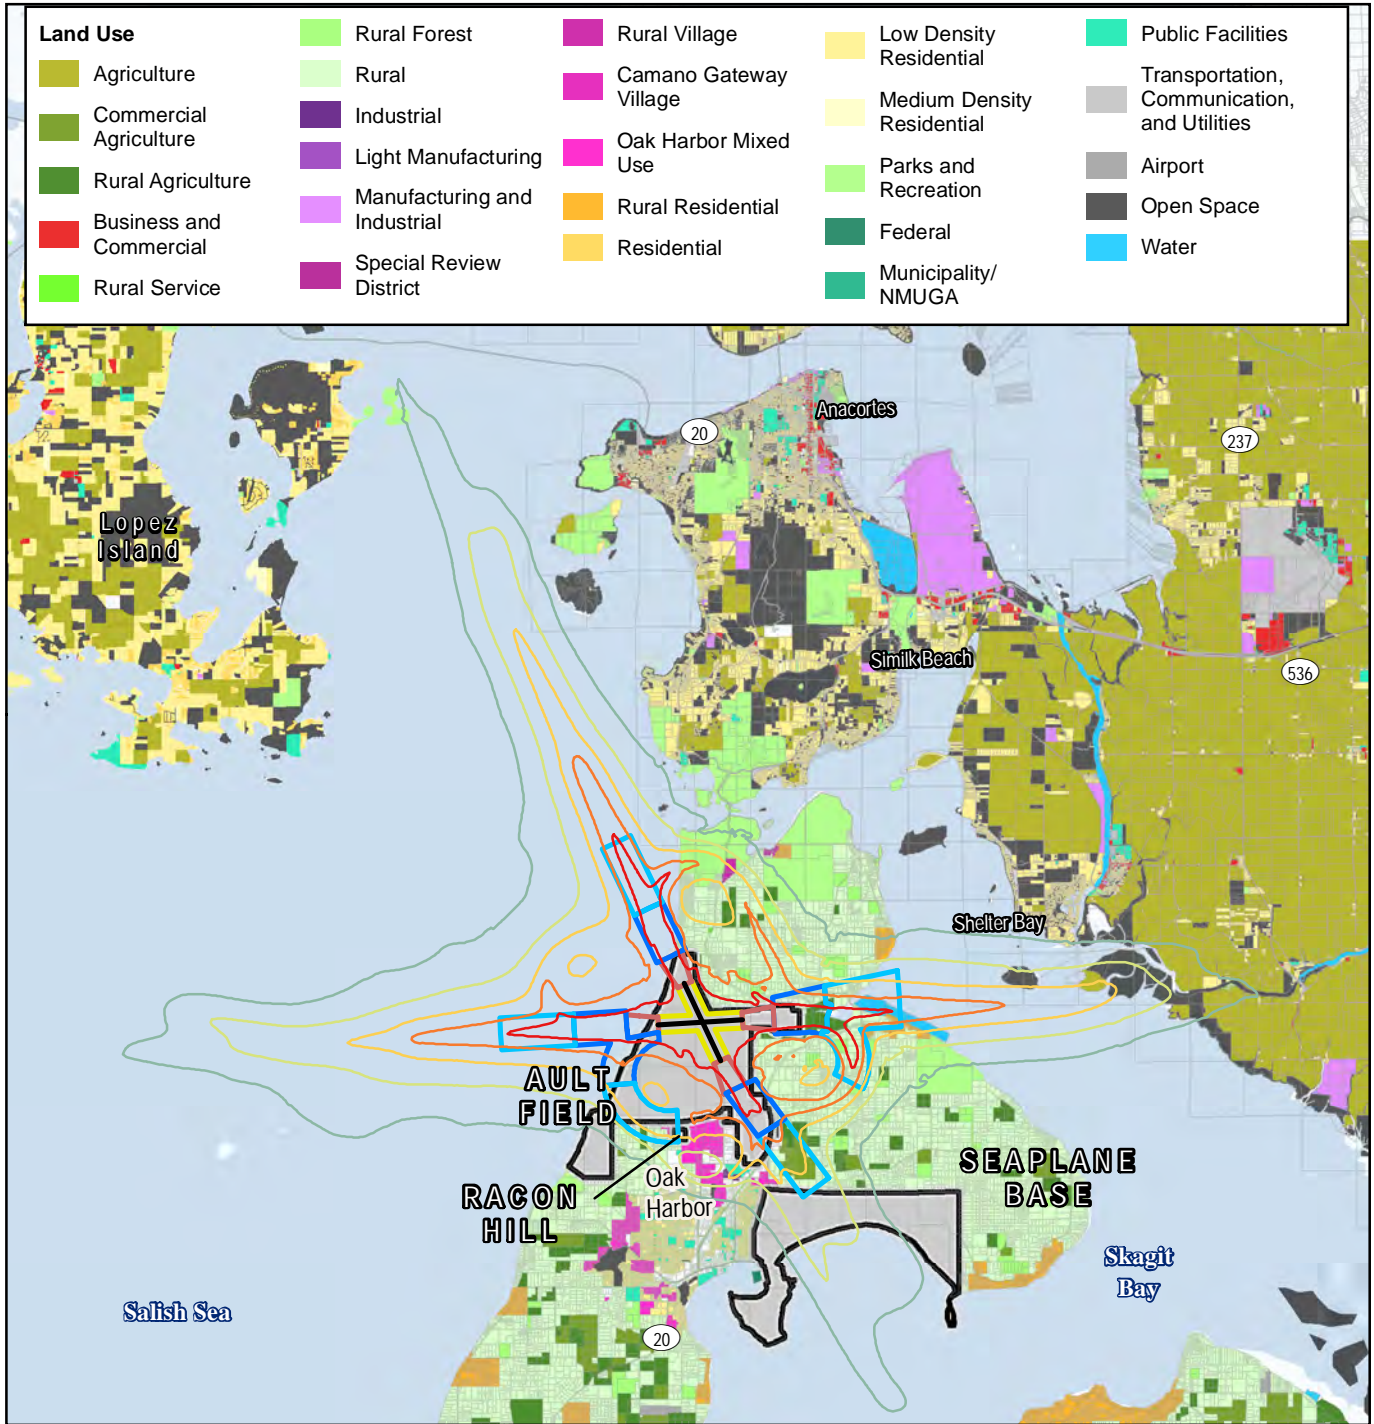 Land Use
Agriculture
Commercial
Agriculture
Rural Agriculture
Business and
Commercial
Rural Service
Rural Forest
Rural
Industrial
Light Manufacturing
Manufacturing and
Industrial
Special Review
District
Rural Village
Camano Gateway
Village
Oak Harbor Mixed
Use
Rural Residential
Residential
Low Density
Residential
Medium Density
Residential
Parks and
Recreation
Federal
Municipality/
NMUGA
Public Facilities
Transportation,
Communication,
and Utilities
Airport
Open Space
Water
Anacortes
20
237
Lopez
Island
Similk Beach
536
Shelter Bay
AULT
FIELD
SEAPLANE
BASE
RACON
HILL
Oak
Harbor
Skagit
Bay
Salish Sea
20